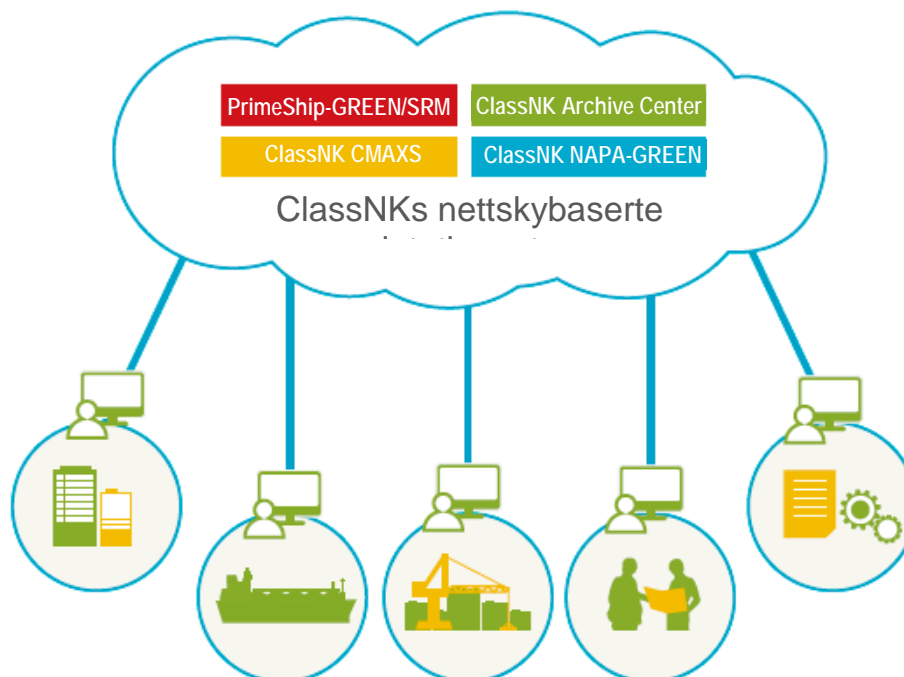 PrimeShip-GREEN/SRM
ClassNK Archive Center
ClassNK CMAXS
ClassNK NAPA-GREEN
ClassNKs nettskybaserte